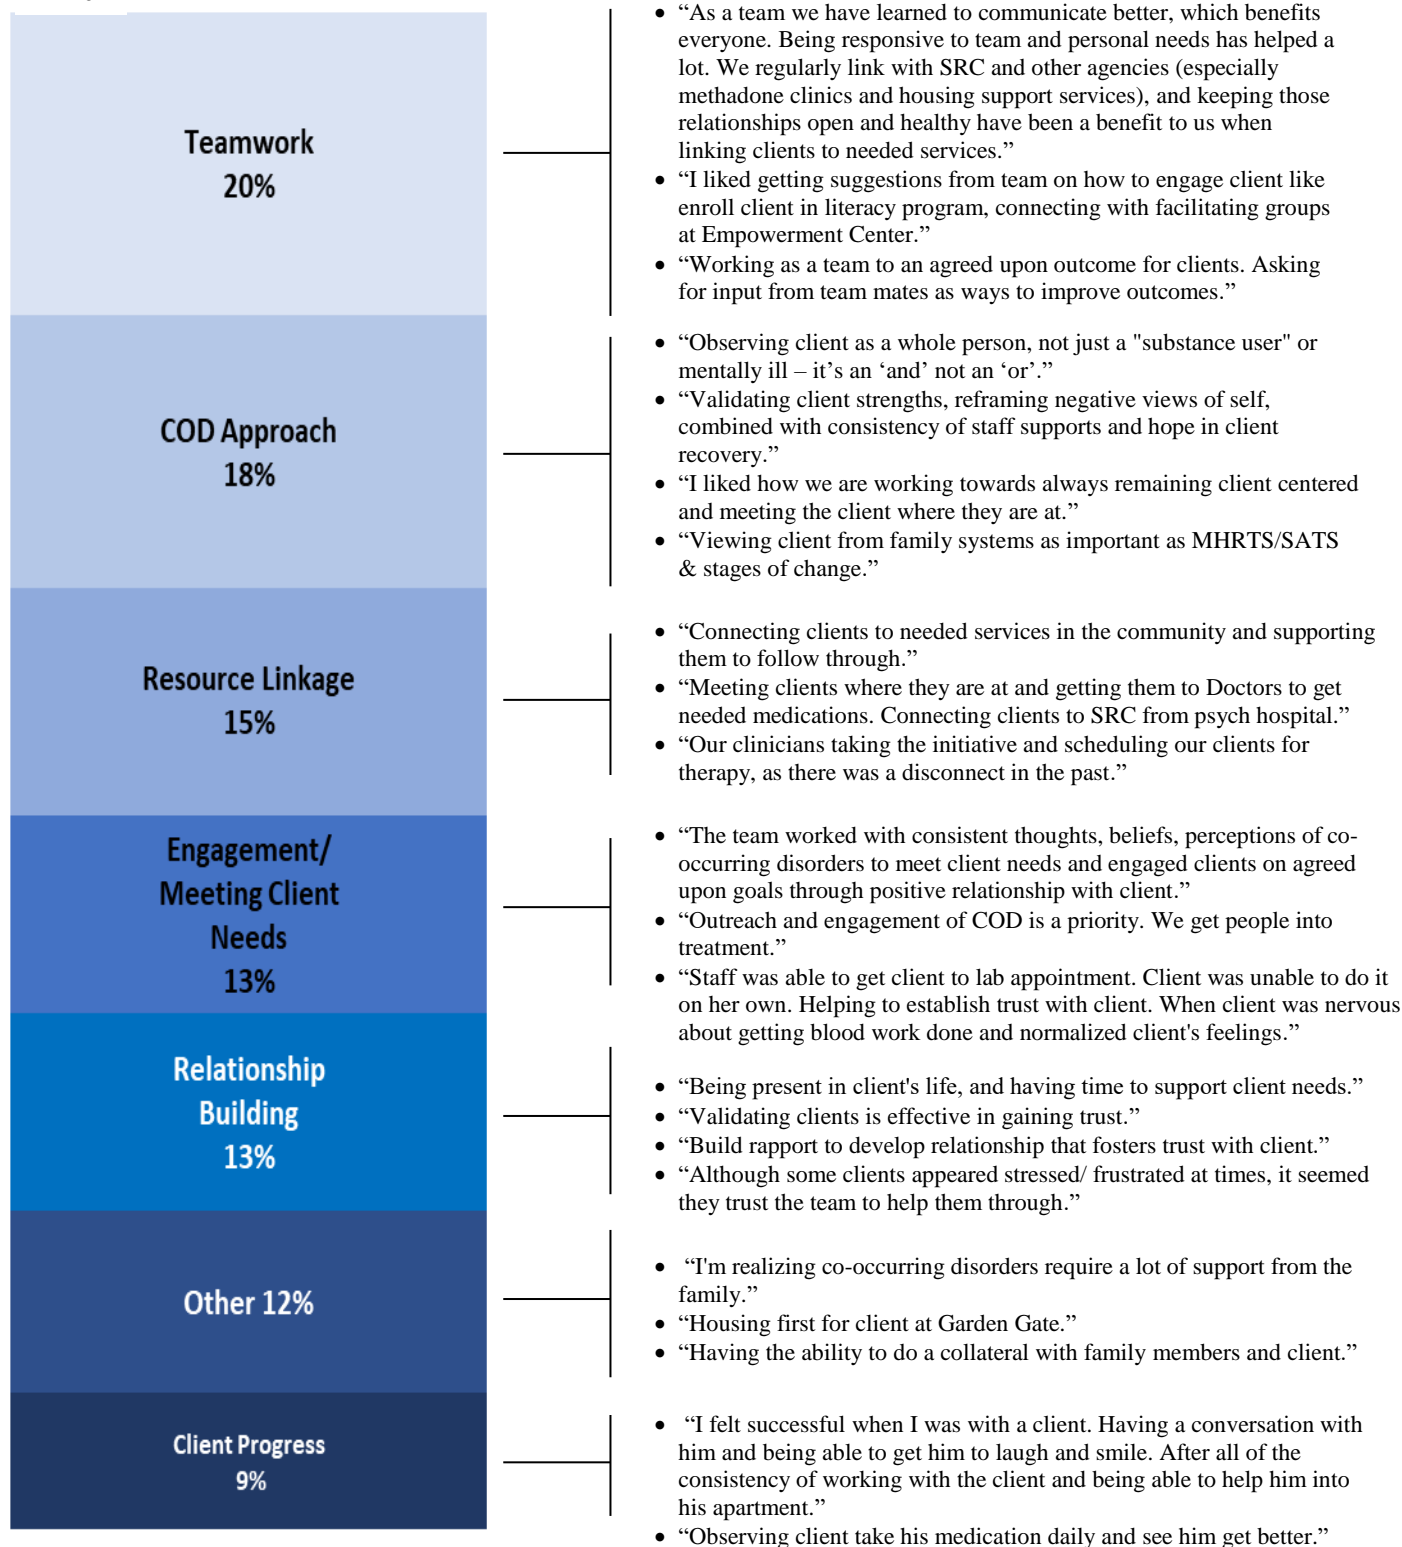 Teamwork
20%
• “As a team we have learned to communicate better, which benefits
everyone. Being responsive to team and personal needs has helped a
lot. We regularly link with SRC and other agencies (especially
methadone clinics and housing support services), and keeping those
relationships open and healthy have been a benefit to us when
linking clients to needed services.”
• “I liked getting suggestions from team on how to engage client like
enroll client in literacy program, connecting with facilitating groups
at Empowerment Center.”
• “Working as a team to an agreed upon outcome for clients. Asking
for input from team mates as ways to improve outcomes.”
COD Approach
18%
• “Observing client as a whole person, not just a "substance user" or
mentally ill – it’s an ‘and’ not an ‘or’.”
• “Validating client strengths, reframing negative views of self,
combined with consistency of staff supports and hope in client
recovery.”
• “I liked how we are working towards always remaining client centered
and meeting the client where they are at.”
• “Viewing client from family systems as important as MHRTS/SATS
& stages of change.”
Resource Linkage
15%
• “Connecting clients to needed services in the community and supporting
them to follow through.”
• “Meeting clients where they are at and getting them to Doctors to get
needed medications. Connecting clients to SRC from psych hospital.”
• “Our clinicians taking the initiative and scheduling our clients for
therapy, as there was a disconnect in the past.”
Engagement/
Meeting Client
Needs
13%
• “The team worked with consistent thoughts, beliefs, perceptions of co-
occurring disorders to meet client needs and engaged clients on agreed
upon goals through positive relationship with client.”
• “Outreach and engagement of COD is a priority. We get people into
treatment.”
• “Staff was able to get client to lab appointment. Client was unable to do it
on her own. Helping to establish trust with client. When client was nervous
about getting blood work done and normalized client's feelings.”
Relationship
Building
13%
• “Being present in client's life, and having time to support client needs.”
• “Validating clients is effective in gaining trust.”
• “Build rapport to develop relationship that fosters trust with client.”
• “Although some clients appeared stressed/ frustrated at times, it seemed
they trust the team to help them through.”
Other 12%
• “I'm realizing co-occurring disorders require a lot of support from the
family.”
• “Housing first for client at Garden Gate.”
• “Having the ability to do a collateral with family members and client.”
Client Progress
9%
• “I felt successful when I was with a client. Having a conversation with
him and being able to get him to laugh and smile. After all of the
consistency of working with the client and being able to help him into
his apartment.”
• “Observing client take his medication daily and see him get better.”